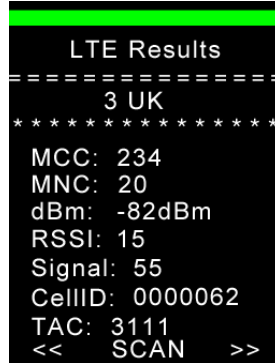 LTE Results
===============
3 UK
***************
MCC: 234
MNC: 20
dBm: -82dBm
RSSI: 15
Signal: 55
CellID: 0000062
TAC: 3111
<< SCAN >>